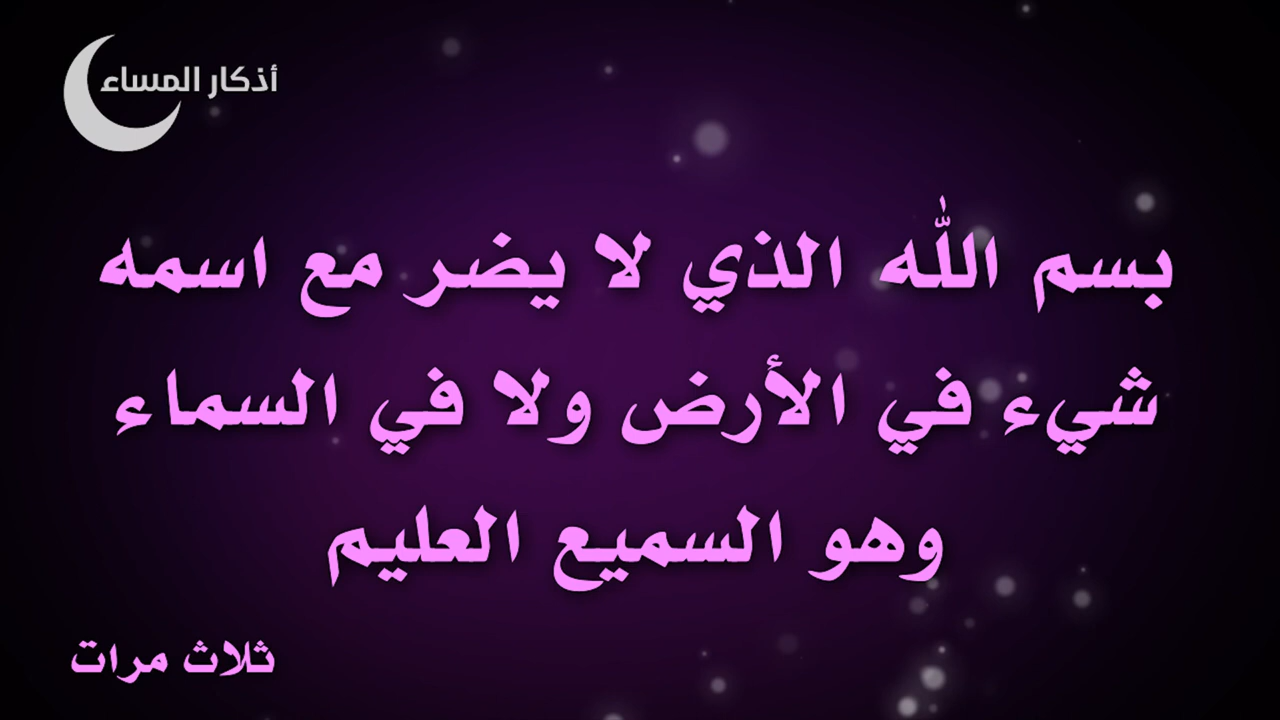 أذكار المساء
بسم الله الذي لا يضر مع اسمه
شيء في الأرض ولا في السماء
وهو السميع العليم
ثلاث مرات